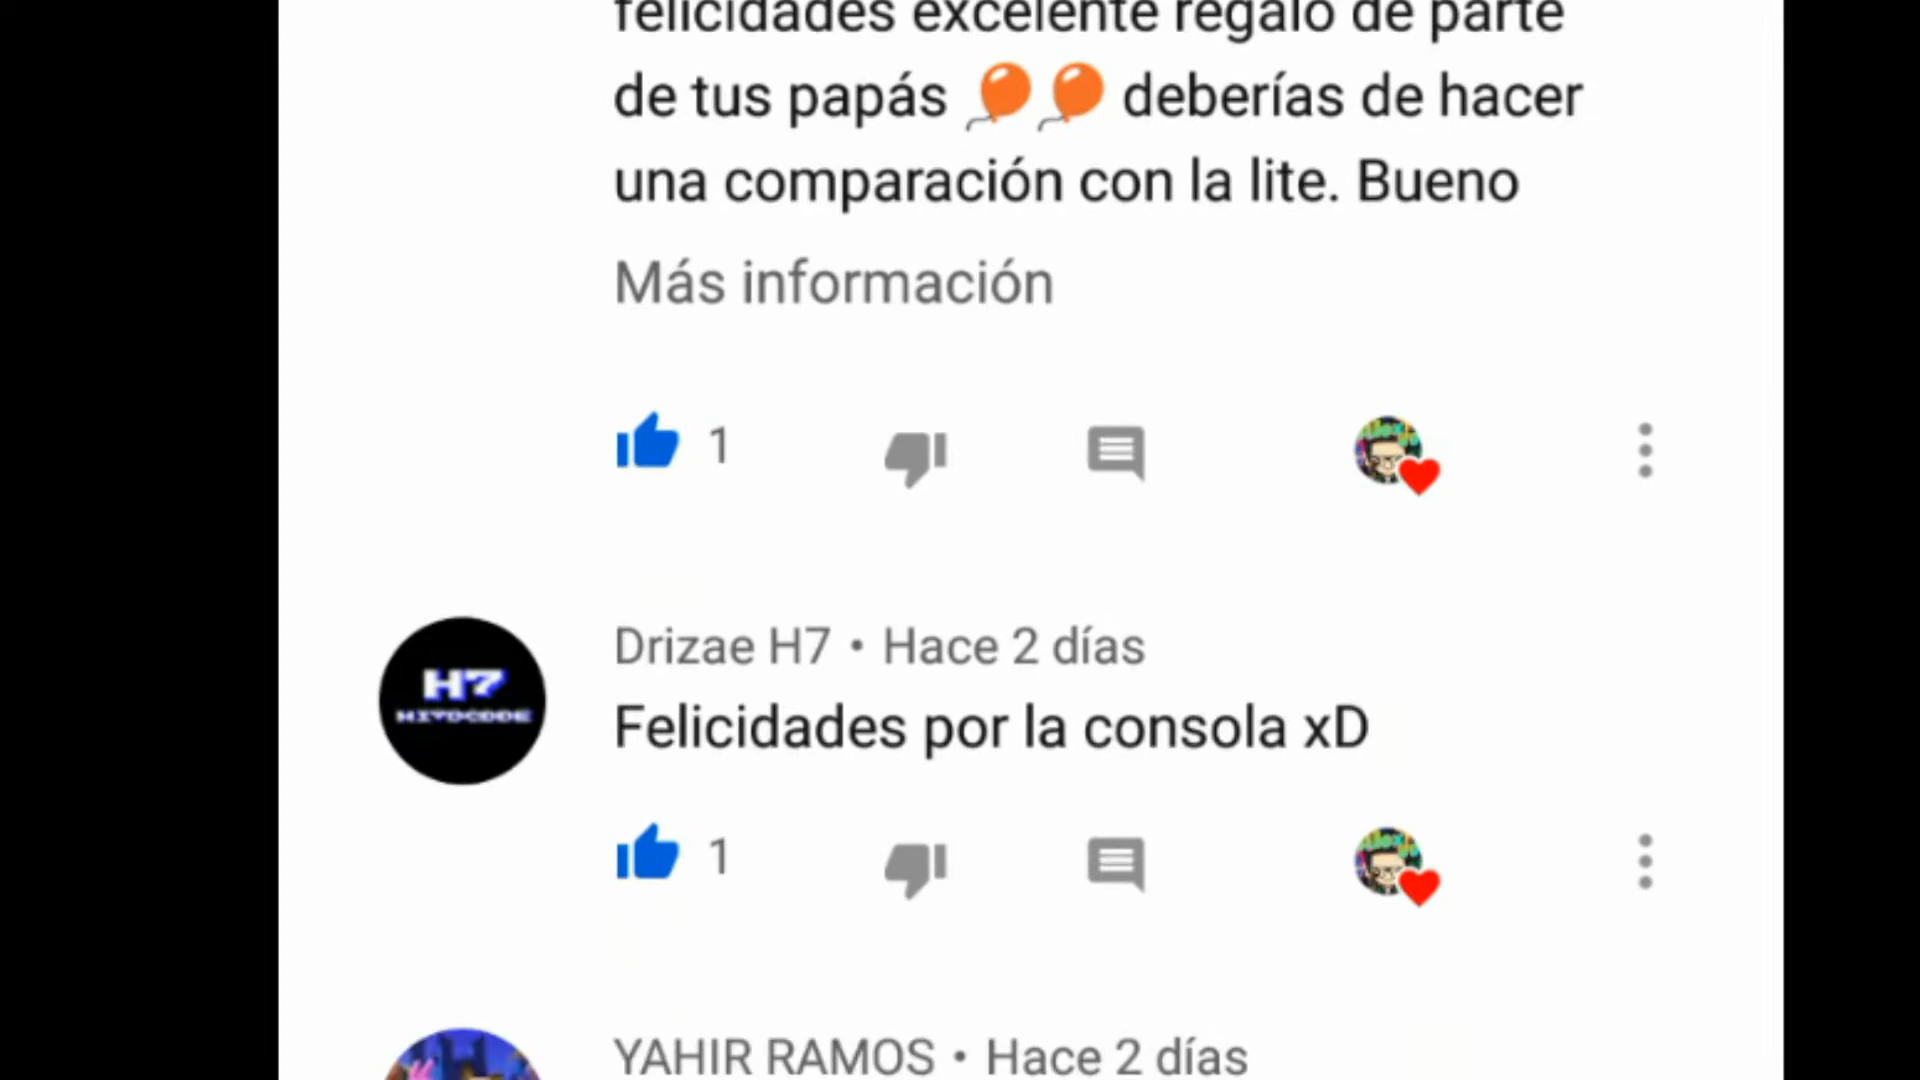 felicidades excelente regalo de parte
de tus papás 🎈🎈 deberías de hacer
una comparación con la lite. Bueno
Más información
1
Drizae H7 • Hace 2 días
H7
Felicidades por la consola xD
1
YAHIR RAMOS • Hace 2 días